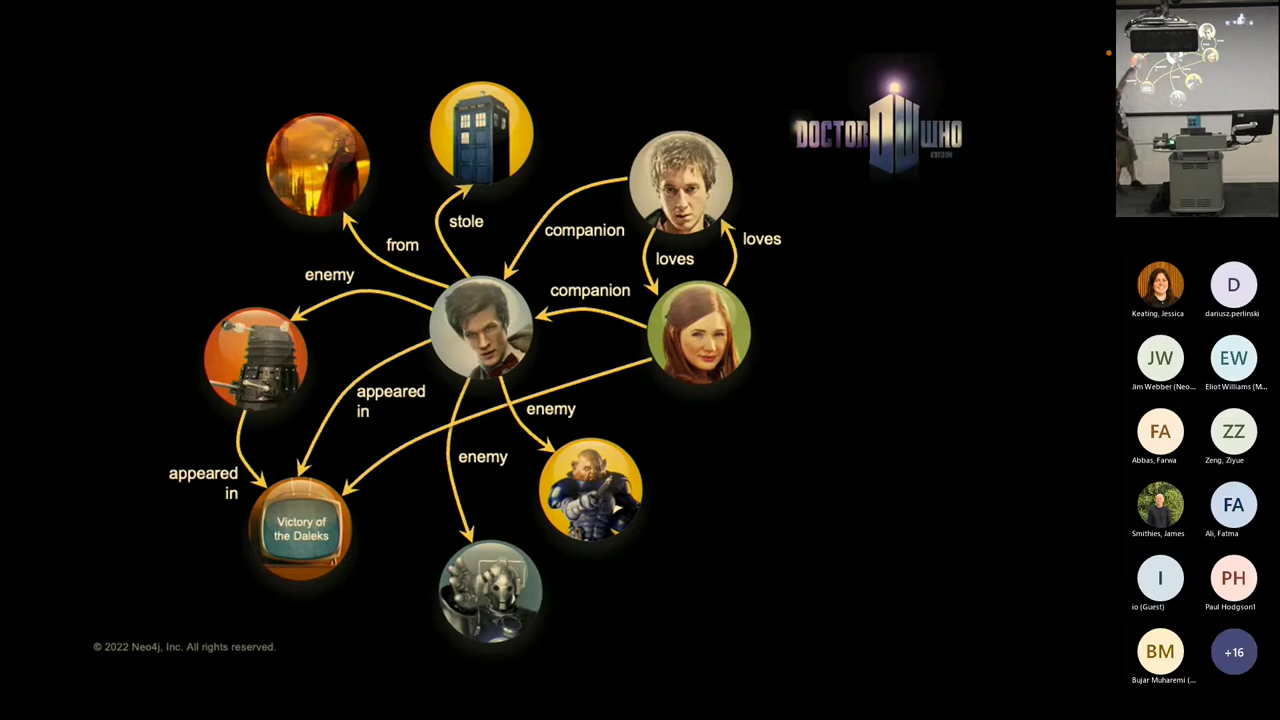 DOCTOR DW WHO
BBC
stole
companion
from
loves
loves
enemy
companion
appeared
in
enemy
enemy
appeared
in
Victory of
the Daleks
© 2022 Neo4j, Inc. All rights reserved.
Keating, Jessica
D
dariusz.perlinski
JW
Jim Webber (Neo...
EW
Eliot Williams (M...
FA
Abbas, Farwa
ZZ
Zeng, Ziyue
Smithies, James
FA
Ali, Fatma
I
io (Guest)
PH
Paul Hodgson1
BM
Bujar Muharemi (...
+16